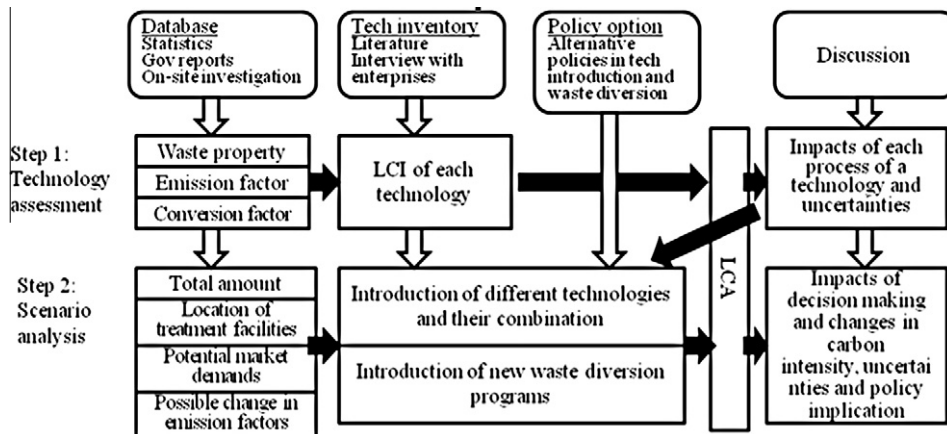 Database
Statistics
Gov reports
On-site investigation
Tech inventory
Literature
Interview with
enterprises
Policy option
Alternative
policies in tech
introduction and
waste diversion
Discussion
Step 1:
Technology
assessment
Waste property
Emission factor
Conversion factor
LCI of each
technology
LCA
Impacts of each
process of a
technology and
uncertainties
Step 2:
Scenario
analysis
Total amount
Location of
treatment facilities
Potential market
demands
Possible change in
emission factors
Introduction of different technologies
and their combination
Introduction of new waste diversion
programs
Impacts of
decision making
and changes in
carbon
intensity, uncertai
nties and policy
implication